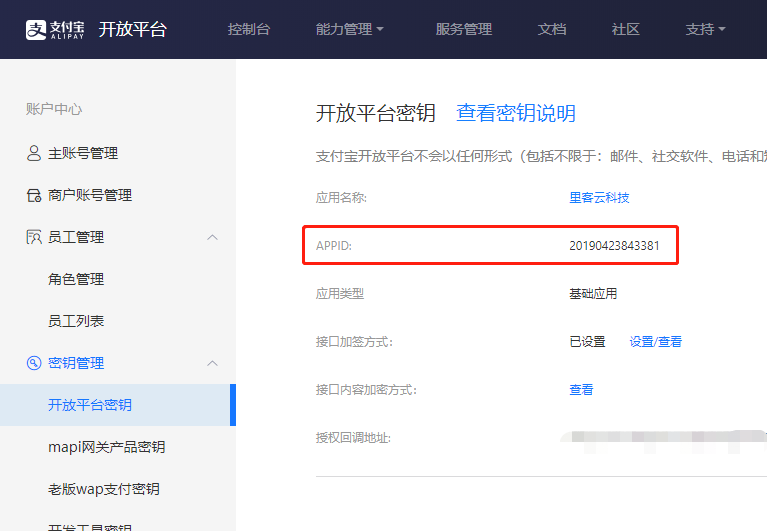 支付宝 ALIPAY 开放平台 控制台 能力管理 服务管理 文档 社区 支持
账户中心
主账号管理
商户账号管理
员工管理
角色管理
员工列表
密钥管理
开放平台密钥
mapi网关产品密钥
老版wap支付密钥
开发工具密钥
开放平台密钥 查看密钥说明
支付宝开放平台不会以任何形式（包括不限于：邮件、社交软件、电话和
应用名称: 里客云科技
APPID: 20190423843381
应用类型 基础应用
接口加签方式: 已设置 设置/查看
接口内容加密方式: 查看
授权回调地址: